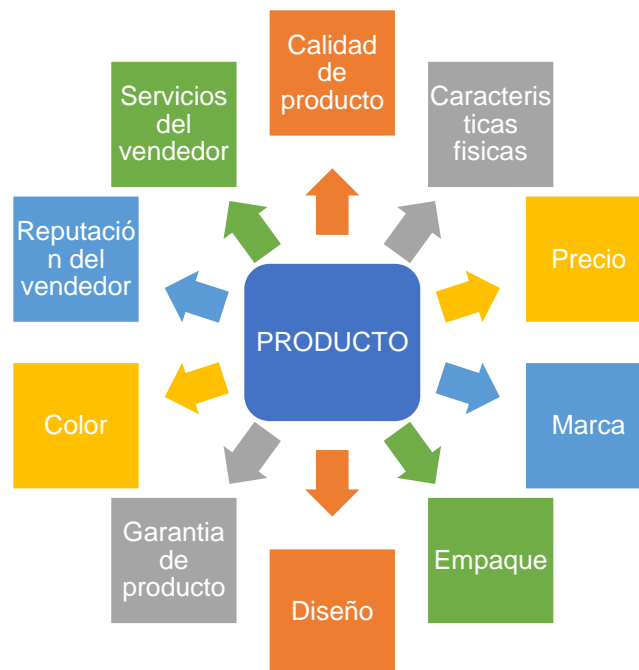 Calidad
de
producto
Caracteris
ticas
fisicas
Precio
Marca
Empaque
Diseño
Garantia
de
producto
Color
Reputació
n del
vendedor
Servicios
del
vendedor
PRODUCTO